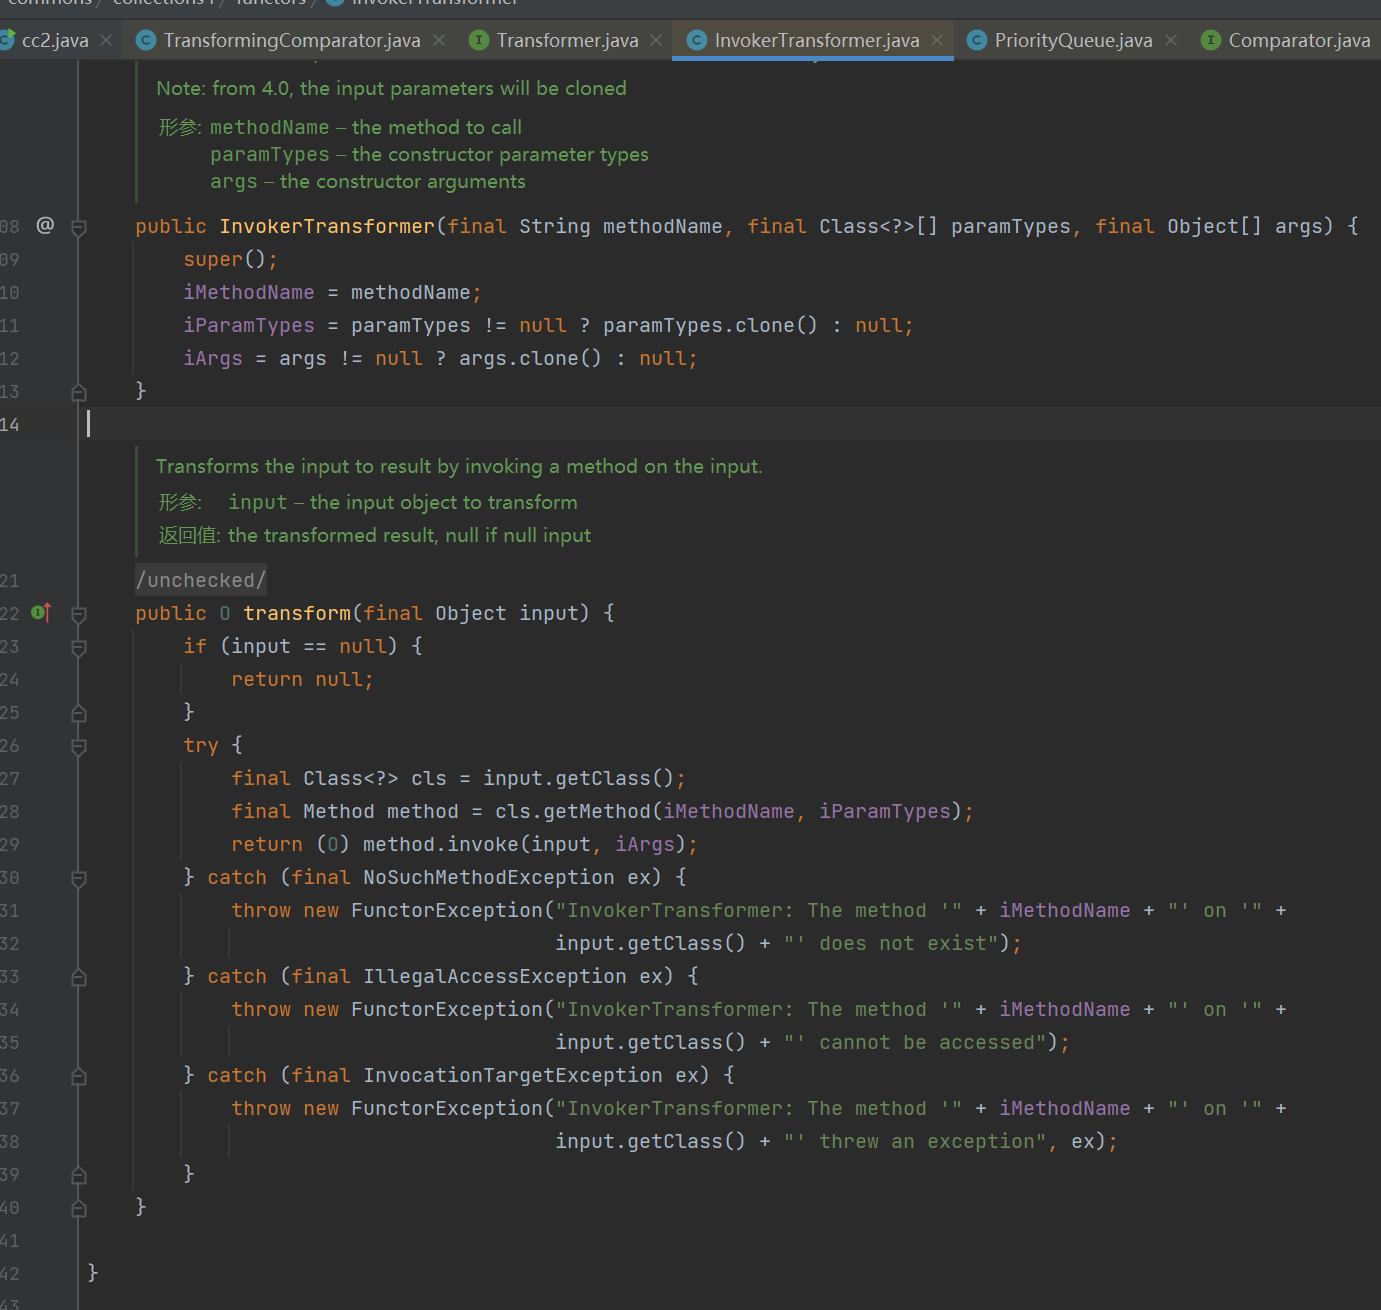 commons / collections4 / functors / InvokerTransformer
cc2.java × TransformingComparator.java × Transformer.java × InvokerTransformer.java × PriorityQueue.java × Comparator.java
Note: from 4.0, the input parameters will be cloned
形参: methodName – the method to call
paramTypes – the constructor parameter types
args – the constructor arguments
08 @ public InvokerTransformer(final String methodName, final Class<?>[] paramTypes, final Object[] args) {
09 super();
10 iMethodName = methodName;
11 iParamTypes = paramTypes != null ? paramTypes.clone() : null;
12 iArgs = args != null ? args.clone() : null;
13 }
14
Transforms the input to result by invoking a method on the input.
形参: input – the input object to transform
返回值: the transformed result, null if null input
21 /unchecked/
22 public O transform(final Object input) {
23 if (input == null) {
24 return null;
25 }
26 try {
27 final Class<?> cls = input.getClass();
28 final Method method = cls.getMethod(iMethodName, iParamTypes);
29 return (O) method.invoke(input, iArgs);
30 } catch (final NoSuchMethodException ex) {
31 throw new FunctorException("InvokerTransformer: The method '" + iMethodName + "' on '" +
32 input.getClass() + "' does not exist");
33 } catch (final IllegalAccessException ex) {
34 throw new FunctorException("InvokerTransformer: The method '" + iMethodName + "' on '" +
35 input.getClass() + "' cannot be accessed");
36 } catch (final InvocationTargetException ex) {
37 throw new FunctorException("InvokerTransformer: The method '" + iMethodName + "' on '" +
38 input.getClass() + "' threw an exception", ex);
39 }
40 }
41
42 }
43